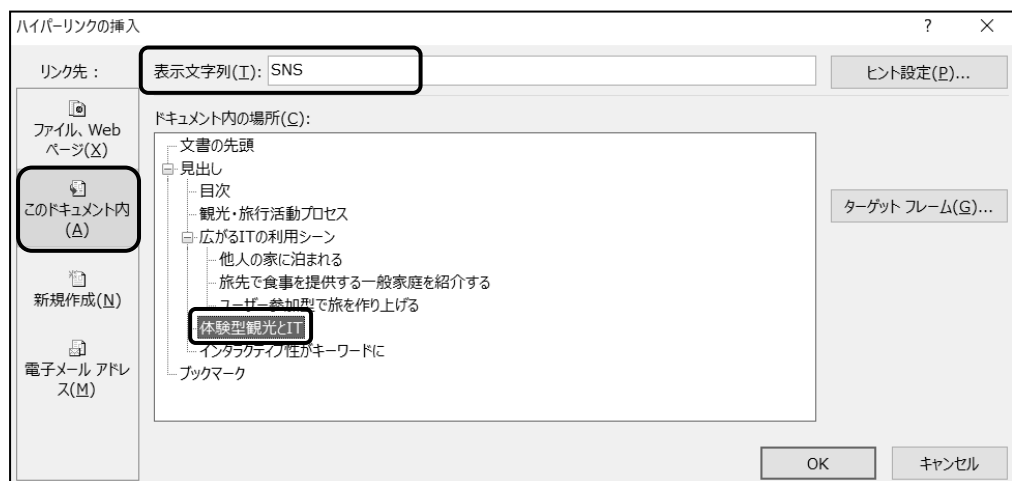 ハイパーリンクの挿入
? ×
リンク先：
表示文字列(T): SNS
ヒント設定(P)...
ファイル、Web
ページ(X)
このドキュメント内
(A)
新規作成(N)
電子メール アドレ
ス(M)
ドキュメント内の場所(C):
文書の先頭
見出し
目次
観光・旅行活動プロセス
広がるITの利用シーン
他人の家に泊まれる
旅先で食事を提供する一般家庭を紹介する
ユーザー参加型で旅を作り上げる
体験型観光とIT
インタラクティブ性がキーワードに
ブックマーク
ターゲット フレーム(G)...
OK
キャンセル